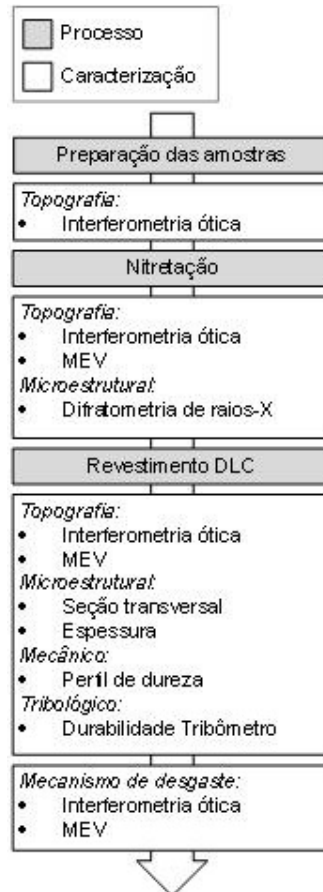 Processo
Caracterização
Preparação das amostras
Topografia:
• Interferometria ótica
Nitretação
Topografia:
• Interferometria ótica
• MEV
Microestrutural:
• Difratometria de raios-X
Revestimento DLC
Topografia:
• Interferometria ótica
• MEV
Microestrutural:
• Seção transversal
• Espessura
Mecânico:
• Perfil de dureza
Tribológico:
• Durabilidade Tribômetro
Mecanismo de desgaste:
• Interferometria ótica
• MEV